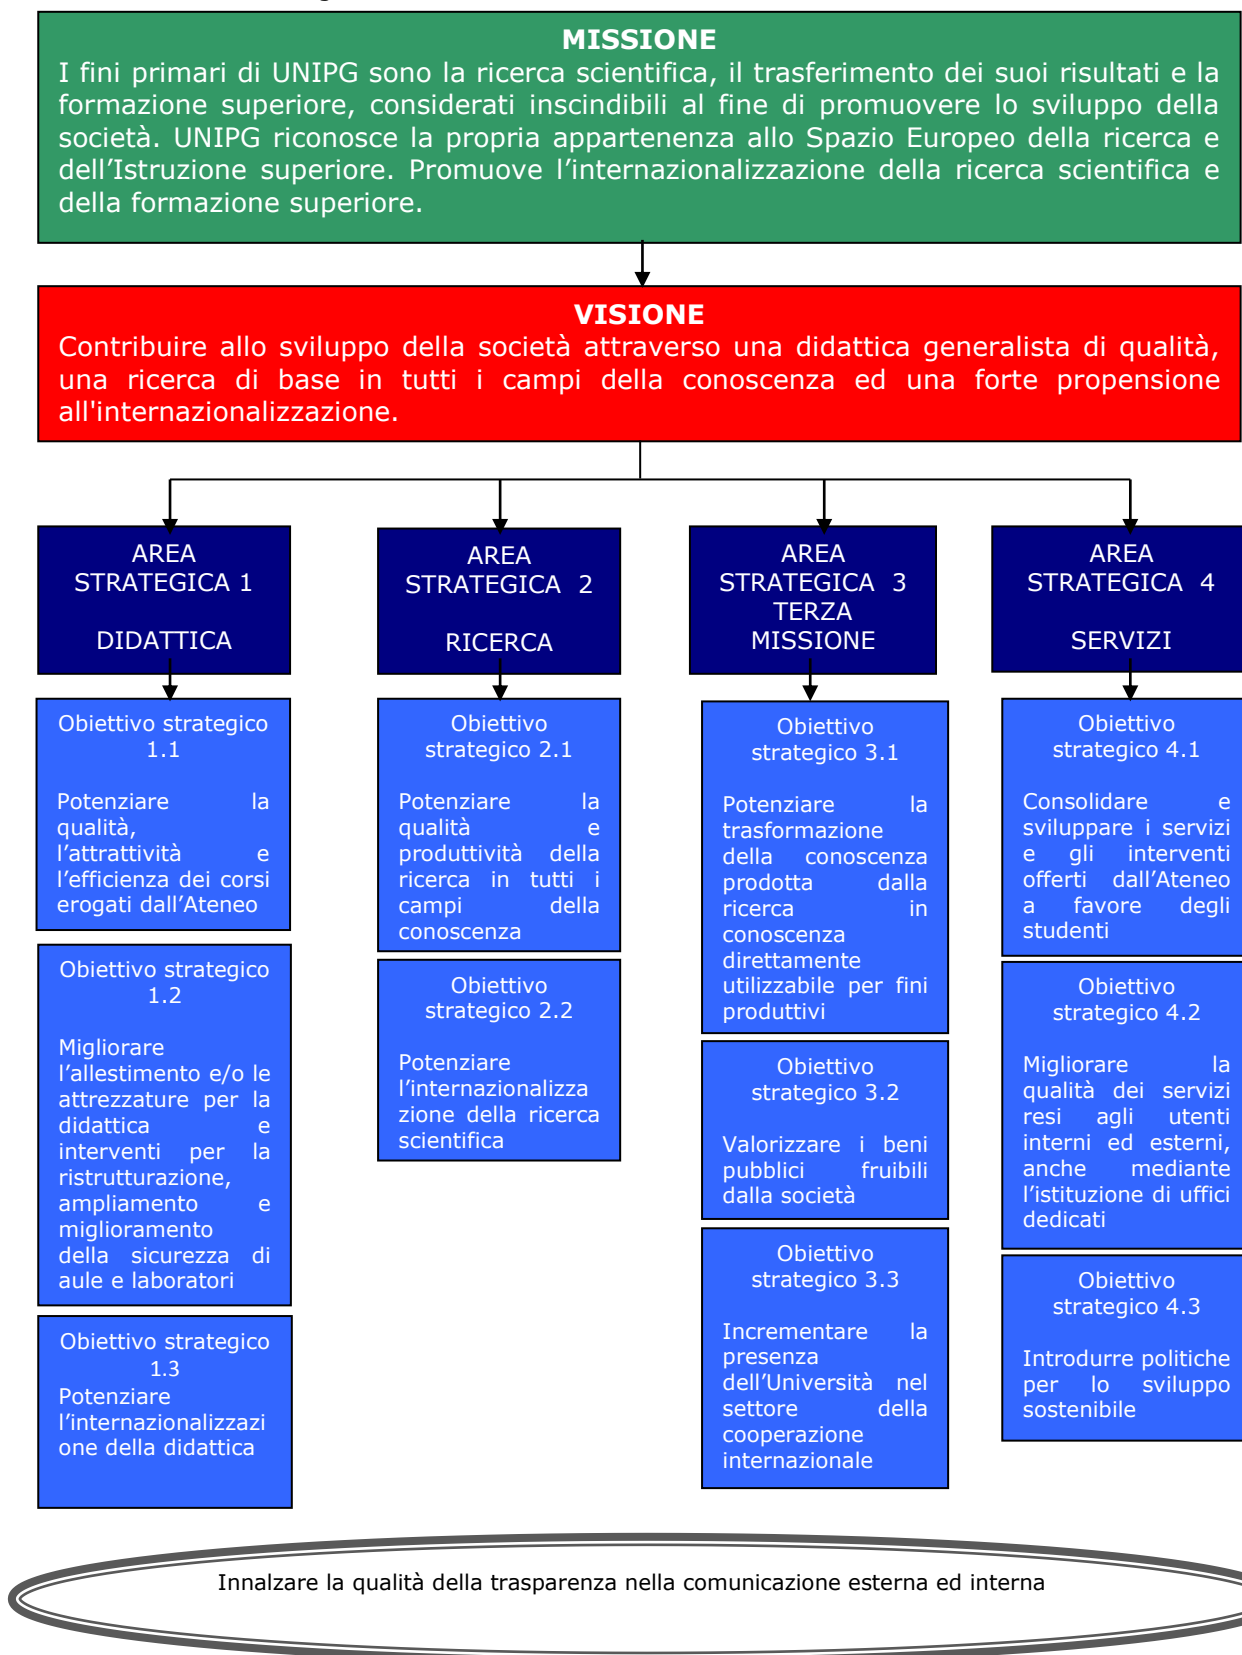 MISSIONE
I fini primari di UNIPG sono la ricerca scientifica, il trasferimento dei suoi risultati e la
formazione superiore, considerati inscindibili al fine di promuovere lo sviluppo della
società. UNIPG riconosce la propria appartenenza allo Spazio Europeo della ricerca e
dell’Istruzione superiore. Promuove l’internazionalizzazione della ricerca scientifica e
della formazione superiore.
VISIONE
Contribuire allo sviluppo della società attraverso una didattica generalista di qualità,
una ricerca di base in tutti i campi della conoscenza ed una forte propensione
all'internazionalizzazione.
AREA
STRATEGICA 1
DIDATTICA
Obiettivo strategico
1.1
Potenziare la
qualità,
l’attrattività e
l’efficienza dei corsi
erogati dall’Ateneo
Obiettivo strategico
1.2
Migliorare
l’allestimento e/o le
attrezzature per la
didattica e
interventi per la
ristrutturazione,
ampliamento e
miglioramento
della sicurezza di
aule e laboratori
Obiettivo strategico
1.3
Potenziare
l’internazionalizzazi
one della didattica
AREA
STRATEGICA 2
RICERCA
Obiettivo
strategico 2.1
Potenziare la
qualità e
produttività della
ricerca in tutti i
campi della
conoscenza
Obiettivo
strategico 2.2
Potenziare
l’internazionalizza
zione della ricerca
scientifica
AREA
STRATEGICA 3
TERZA
MISSIONE
Obiettivo
strategico 3.1
Potenziare la
trasformazione
della conoscenza
prodotta dalla
ricerca in
conoscenza
direttamente
utilizzabile per fini
produttivi
Obiettivo
strategico 3.2
Valorizzare i beni
pubblici fruibili
dalla società
Obiettivo
strategico 3.3
Incrementare la
presenza
dell’Università nel
settore della
cooperazione
internazionale
AREA
STRATEGICA 4
SERVIZI
Obiettivo
strategico 4.1
Consolidare e
sviluppare i servizi
e gli interventi
offerti dall’Ateneo
a favore degli
studenti
Obiettivo
strategico 4.2
Migliorare la
qualità dei servizi
resi agli utenti
interni ed esterni,
anche mediante
l’istituzione di uffici
dedicati
Obiettivo
strategico 4.3
Introdurre politiche
per lo sviluppo
sostenibile
Innalzare la qualità della trasparenza nella comunicazione esterna ed interna